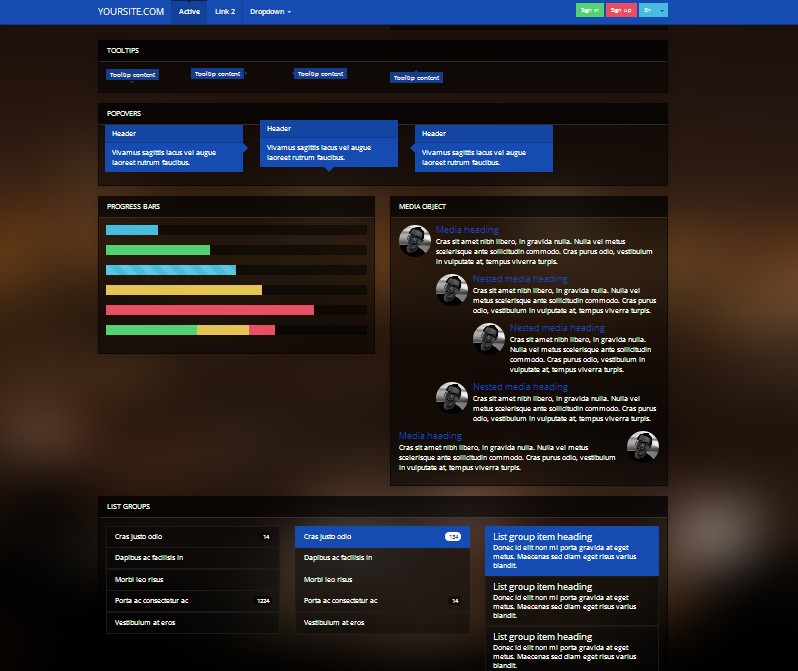 YOURSITE.COM Active Link 2 Dropdown Sign in Sign up En
TOOLTIPS
Tooltip content Tooltip content Tooltip content Tooltip content
POPOVERS
Header
Vivamus sagittis lacus vel augue
laoreet rutrum faucibus.
Header
Vivamus sagittis lacus vel augue
laoreet rutrum faucibus.
Header
Vivamus sagittis lacus vel augue
laoreet rutrum faucibus.
PROGRESS BARS
MEDIA OBJECT
Media heading
Cras sit amet nibh libero, in gravida nulla. Nulla vel metus
scelerisque ante sollicitudin commodo. Cras purus odio, vestibulum
in vulputate at, tempus viverra turpis.
Nested media heading
Cras sit amet nibh libero, in gravida nulla. Nulla vel
metus scelerisque ante sollicitudin commodo. Cras purus
odio, vestibulum in vulputate at, tempus viverra turpis.
Nested media heading
Cras sit amet nibh libero, in gravida nulla.
Nulla vel metus scelerisque ante sollicitudin
commodo. Cras purus odio, vestibulum in
vulputate at, tempus viverra turpis.
Nested media heading
Cras sit amet nibh libero, in gravida nulla. Nulla vel
metus scelerisque ante sollicitudin commodo. Cras purus
odio, vestibulum in vulputate at, tempus viverra turpis.
Media heading
Cras sit amet nibh libero, in gravida nulla. Nulla vel metus
scelerisque ante sollicitudin commodo. Cras purus odio, vestibulum
in vulputate at, tempus viverra turpis.
LIST GROUPS
Cras justo odio 14
Dapibus ac facilisis in
Morbi leo risus
Porta ac consectetur ac 1224
Vestibulum at eros
Cras justo odio 134
Dapibus ac facilisis in
Morbi leo risus
Porta ac consectetur ac 14
Vestibulum at eros
List group item heading
Donec id elit non mi porta gravida at eget
metus. Maecenas sed diam eget risus varius
blandit.
List group item heading
Donec id elit non mi porta gravida at eget
metus. Maecenas sed diam eget risus varius
blandit.
List group item heading
Donec id elit non mi porta gravida at eget
metus. Maecenas sed diam eget risus varius
blandit.